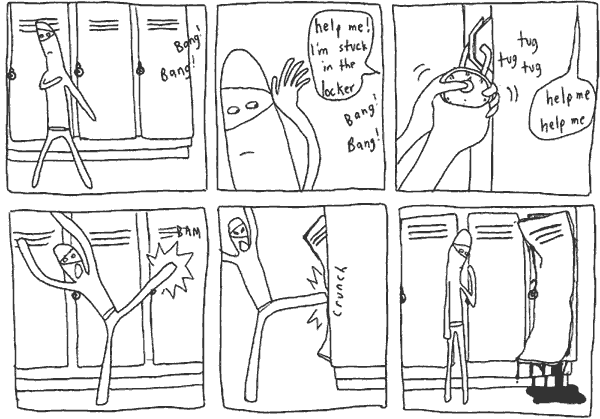 Bang!
Bang!
help me!
I'm stuck
in the
locker
Bang!
Bang!
tug
tug
tug
help me
help me
BAM
crunch